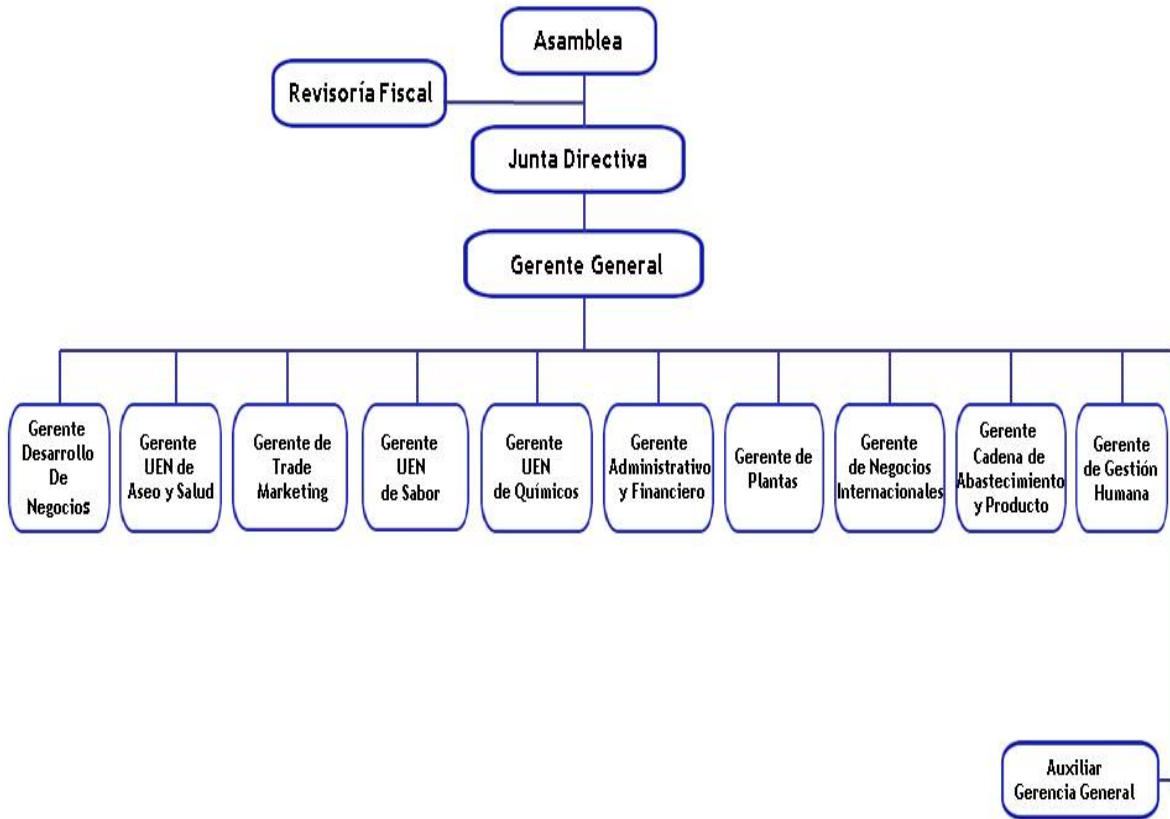 Asamblea
Revisoría Fiscal
Junta Directiva
Gerente General
Gerente
Desarrollo
De
Negocios
Gerente
UEN de
Aseo y Salud
Gerente de
Trade
Marketing
Gerente
UEN
de Sabor
Gerente
UEN
de Químicos
Gerente
Administrativo
y Financiero
Gerente de
Plantas
Gerente
de Negocios
Internacionales
Gerente
Cadena de
Abastecimiento
y Producto
Gerente
de Gestión
Humana
Auxiliar
Gerencia General